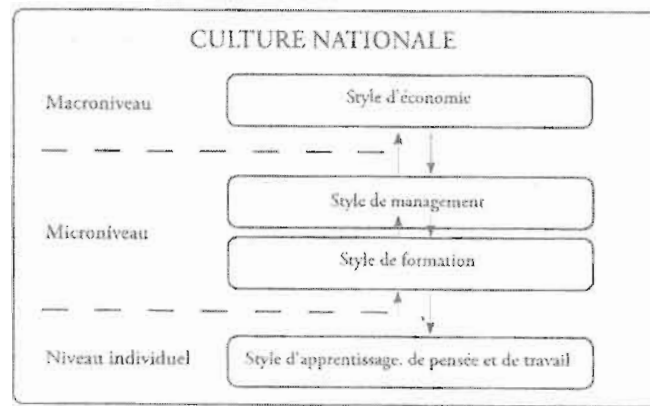 CULTURE NATIONALE
Macroniveau
Style d'économie
Style de management
Microniveau
Style de formation
Niveau individuel
Style d'apprentissage, de pensée et de travail